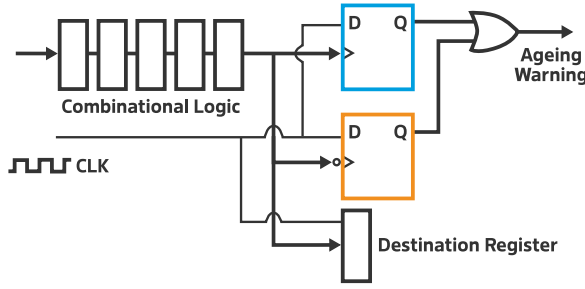 D Q
Ageing
Warning
Combinational Logic
D Q
CLK
Destination Register